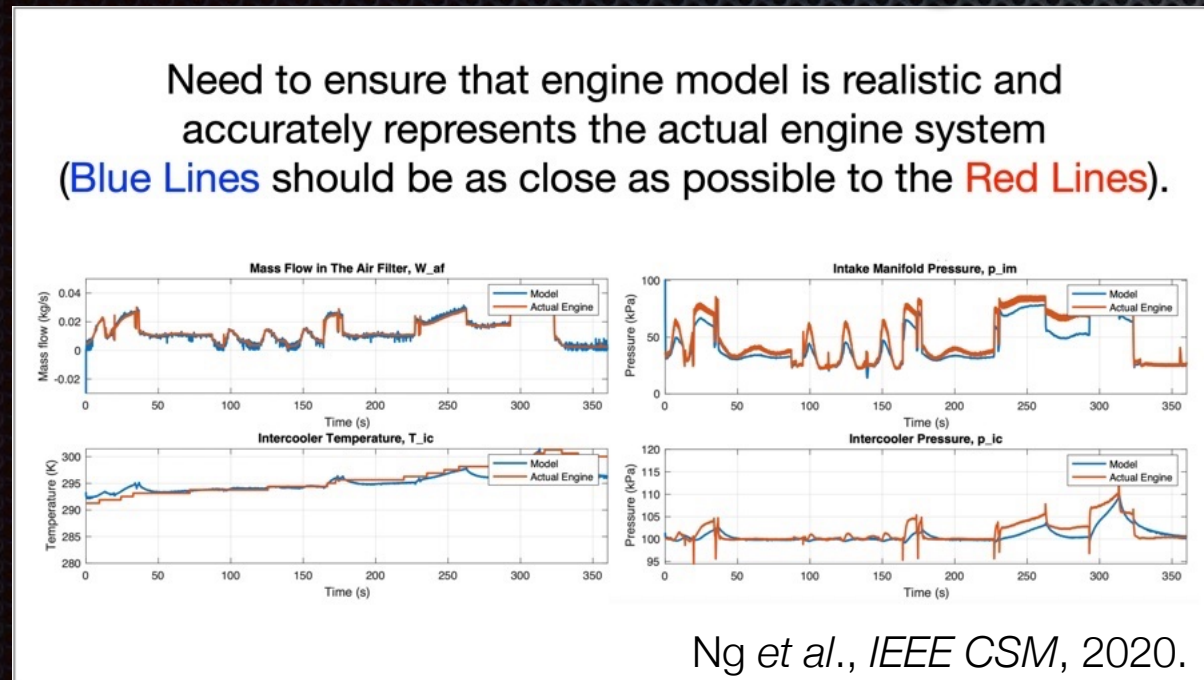 Need to ensure that engine model is realistic and
accurately represents the actual engine system
(Blue Lines should be as close as possible to the Red Lines).
Mass Flow in The Air Filter, W_af
Mass flow (kg/s)
0.04
0.02
0
-0.02
Model
Actual Engine
0 50 100 150 200 250 300 350
Time (s)
Intake Manifold Pressure, p_im
Pressure (kPa)
100
50
0
Model
Actual Engine
0 50 100 150 200 250 300 350
Time (s)
Intercooler Temperature, T_ic
Temperature (K)
300
295
290
285
280
Model
Actual Engine
0 50 100 150 200 250 300 350
Time (s)
Intercooler Pressure, p_ic
Pressure (kPa)
120
115
110
105
100
95
Model
Actual Engine
0 50 100 150 200 250 300 350
Time (s)
Ng et al., IEEE CSM, 2020.